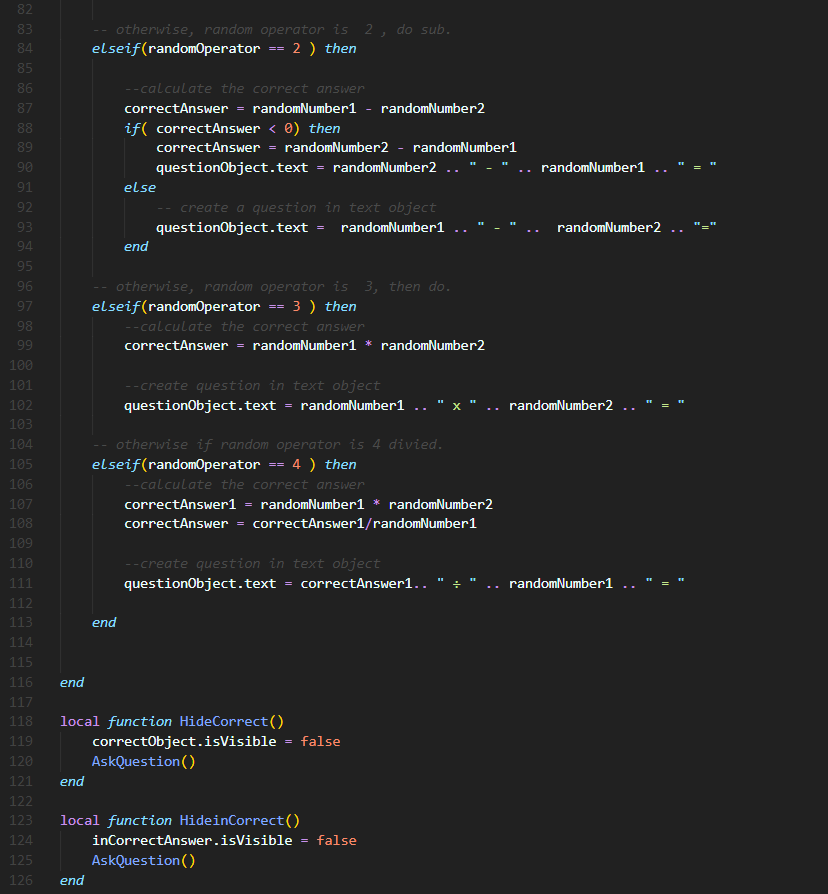 82
83 -- otherwise, random operator is  2 , do sub.
84 elseif(randomOperator == 2 ) then
85
86 --calculate the correct answer
87 correctAnswer = randomNumber1 - randomNumber2
88 if( correctAnswer < 0) then
89 correctAnswer = randomNumber2 - randomNumber1
90 questionObject.text = randomNumber2 .. " - " .. randomNumber1 .. " = "
91 else
92 -- create a question in text object
93 questionObject.text =  randomNumber1 .. " - " ..  randomNumber2 .. "="
94 end
95
96 -- otherwise, random operator is  3, then do.
97 elseif(randomOperator == 3 ) then
98 --calculate the correct answer
99 correctAnswer = randomNumber1 * randomNumber2
100
101 --create question in text object
102 questionObject.text = randomNumber1 .. " x " .. randomNumber2 .. " = "
103
104 -- otherwise if random operator is 4 divied.
105 elseif(randomOperator == 4 ) then
106 --calculate the correct answer
107 correctAnswer1 = randomNumber1 * randomNumber2
108 correctAnswer = correctAnswer1/randomNumber1
109
110 --create question in text object
111 questionObject.text = correctAnswer1.. " ÷ " .. randomNumber1 .. " = "
112
113 end
114
115
116 end
117
118 local function HideCorrect()
119 correctObject.isVisible = false
120 AskQuestion()
121 end
122
123 local function HideinCorrect()
124 inCorrectAnswer.isVisible = false
125 AskQuestion()
126 end